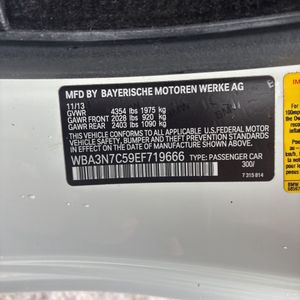 MFD BY BAYERISCHE MOTOREN WERKE AG
11/13
GVWR 4354 lbs 1975 kg
GAWR FRONT 2028 lbs 920 kg
GAWR REAR 2403 lbs 1090 kg
THIS VEHICLE CONFORMS TO ALL APPLICABLE
U.S. FEDERAL MOTOR VEHICLE SAFETY,
BUMPER AND THEFT PREVENTION STANDARDS
IN EFFECT ON THE DATE OF
MANUFACTURE SHOWN ABOVE.
WBA3N7C59EF719666 TYPE: PASSENGER CAR
300/
7 315 814